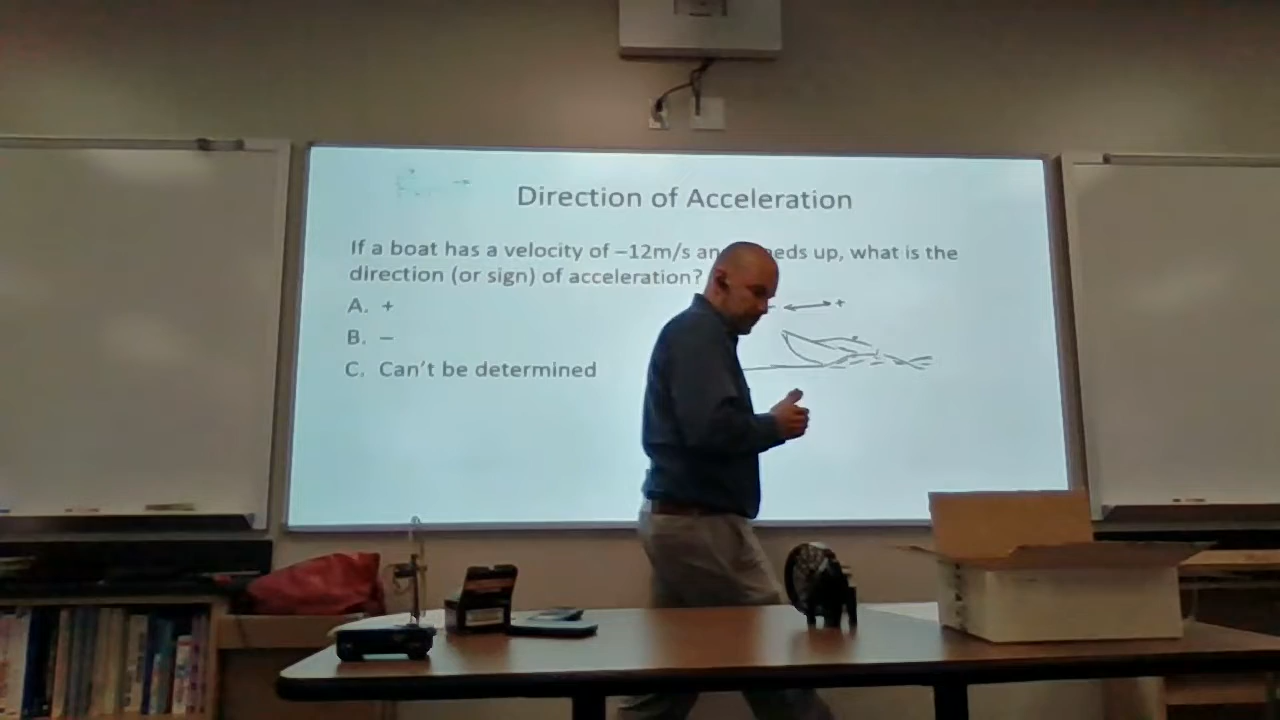 Direction of Acceleration
If a boat has a velocity of –12m/s an eeds up, what is the
direction (or sign) of acceleration?
A. +
B. –
C. Can't be determined
- +